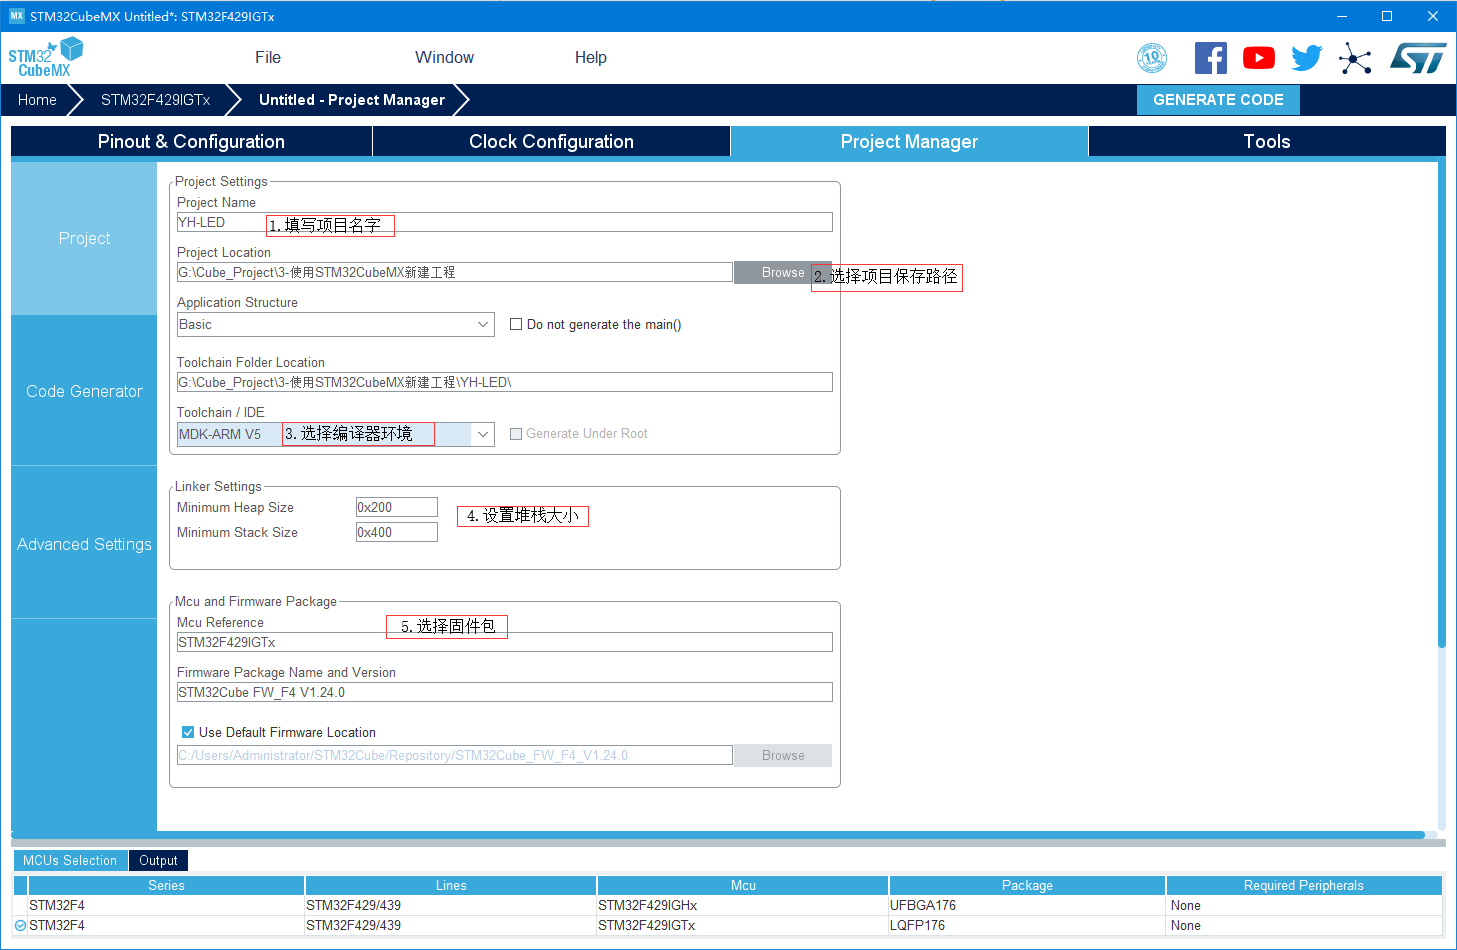 MX STM32CubeMX Untitled*: STM32F429IGTx
STM32 CubeMX
File Window Help
10
Home STM32F429IGTx Untitled - Project Manager GENERATE CODE
Pinout & Configuration Clock Configuration Project Manager Tools
Project
Code Generator
Advanced Settings
Project Settings
Project Name
YH-LED 1.填写项目名字
Project Location
G:\Cube_Project\3-使用STM32CubeMX新建工程 Browse 2.选择项目保存路径
Application Structure
Basic Do not generate the main()
Toolchain Folder Location
G:\Cube_Project\3-使用STM32CubeMX新建工程\YH-LED\
Toolchain / IDE
MDK-ARM V5 3.选择编译器环境 Generate Under Root
Linker Settings
Minimum Heap Size 0x200 4.设置堆栈大小
Minimum Stack Size 0x400
Mcu and Firmware Package
Mcu Reference 5.选择固件包
STM32F429IGTx
Firmware Package Name and Version
STM32Cube FW_F4 V1.24.0
Use Default Firmware Location
C:/Users/Administrator/STM32Cube/Repository/STM32Cube_FW_F4_V1.24.0 Browse
MCUs Selection Output
Series Lines Mcu Package Required Peripherals
STM32F4 STM32F429/439 STM32F429IGHx UFBGA176 None
STM32F4 STM32F429/439 STM32F429IGTx LQFP176 None